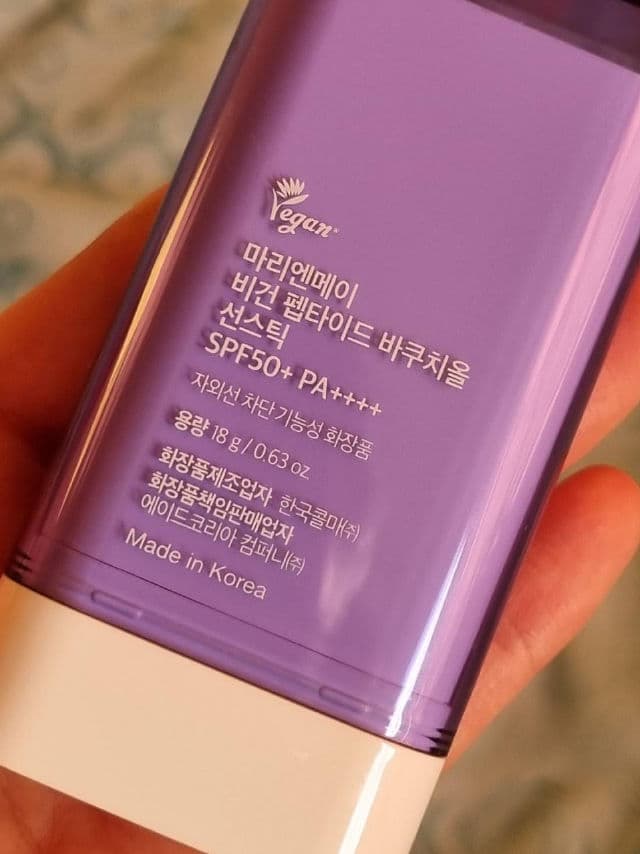 Vegan
마리엔메이
비건 펩타이드 바쿠치올
선스틱
SPF50+ PA++++
자외선 차단 기능성 화장품
용량 18 g / 0.63 oz
화장품제조업자 한국콜마㈜
화장품책임판매업자
에이드코리아 컴퍼니㈜
Made in Korea